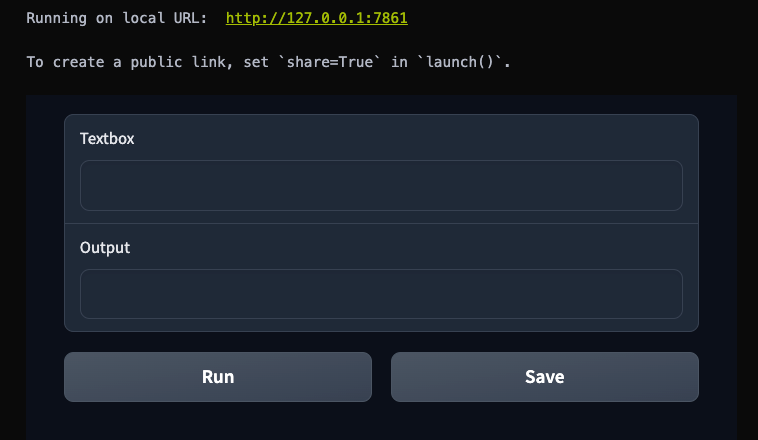 Running on local URL:  http://127.0.0.1:7861
To create a public link, set `share=True` in `launch()`.
Textbox
Output
Run
Save